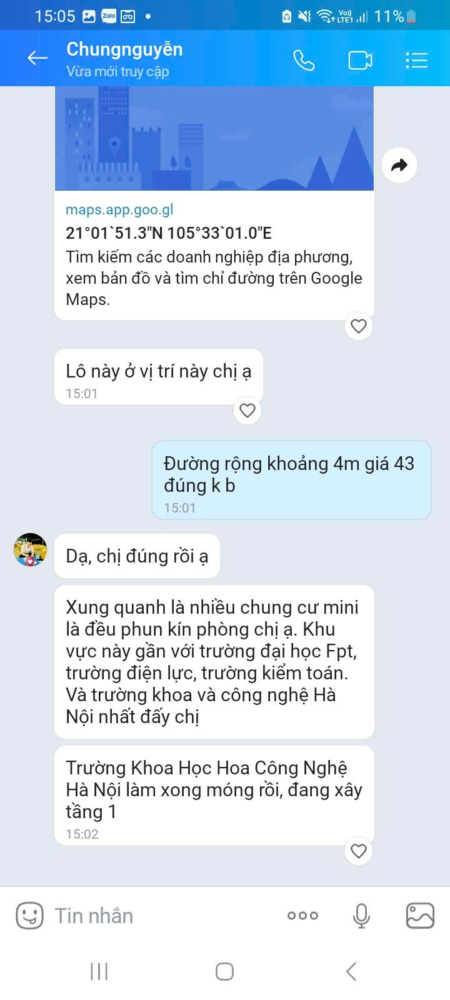 15:05 Zalo Vo)) LTE1 11%
Chungnguyễn
Vừa mới truy cập
maps.app.goo.gl
21°01`51.3"N 105°33`01.0"E
Tìm kiếm các doanh nghiệp địa phương,
xem bản đồ và tìm chỉ đường trên Google
Maps.
Lô này ở vị trí này chị ạ
15:01
Đường rộng khoảng 4m giá 43
đúng k b
15:01
Dạ, chị đúng rồi ạ
Xung quanh là nhiều chung cư mini
là đều phun kín phòng chị ạ. Khu
vực này gần với trường đại học Fpt,
trường điện lực, trường kiểm toán.
Và trường khoa và công nghệ Hà
Nội nhất đấy chị
Trường Khoa Học Hoa Công Nghệ
Hà Nội làm xong móng rồi, đang xây
tầng 1
15:02
Tin nhắn